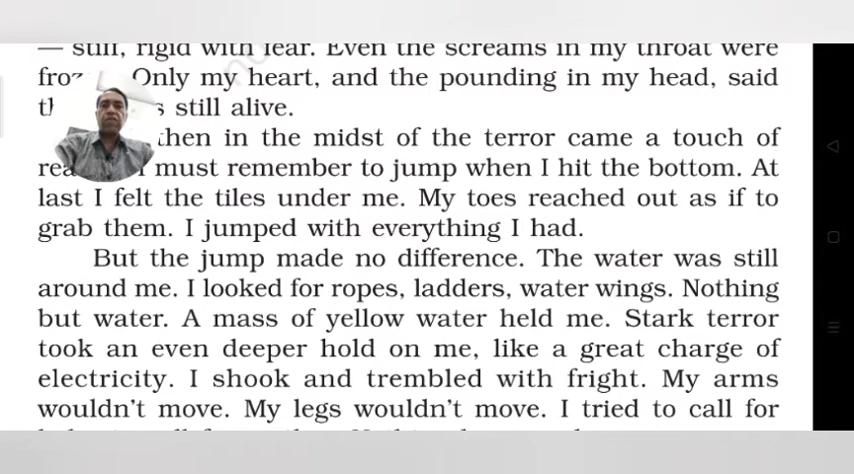 — stiff, rigid with fear. Even the screams in my throat were
Only my heart, and the pounding in my head, said
still alive.
then in the midst of the terror came a touch of
must remember to jump when I hit the bottom. At
last I felt the tiles under me. My toes reached out as if to
grab them. I jumped with everything I had.
But the jump made no difference. The water was still
around me. I looked for ropes, ladders, water wings. Nothing
but water. A mass of yellow water held me. Stark terror
took an even deeper hold on me, like a great charge of
electricity. I shook and trembled with fright. My arms
wouldn't move. My legs wouldn't move. I tried to call for